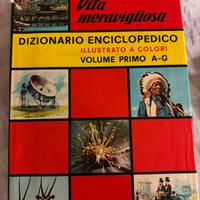 Vita
meravigliosa
DIZIONARIO ENCICLOPEDICO
ILLUSTRATO A COLORI
VOLUME PRIMO A-G